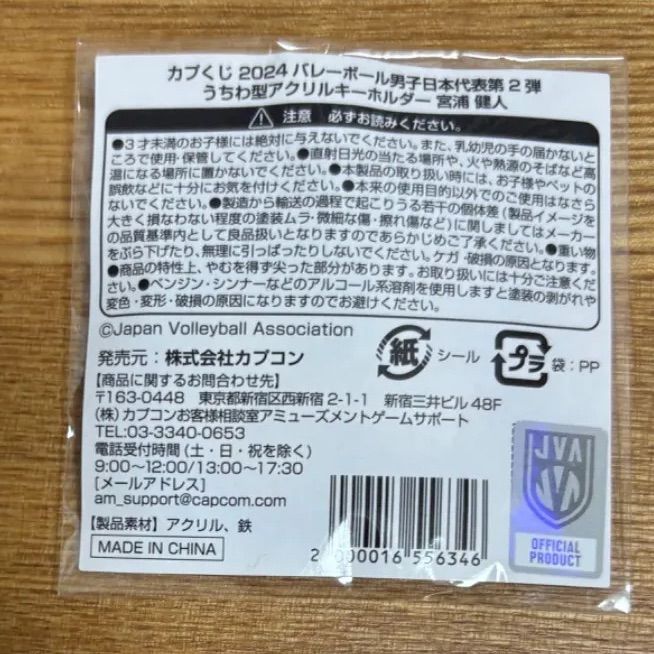 カプくじ 2024 バレーボール男子日本代表第2弾
うちわ型アクリルキーホルダー 宮浦 健人
注意 必ずお読みください。
●3才未満のお子様には絶対に与えないでください。また、乳幼児の手の届かないと
ころで使用・保管してください。●直射日光の当たる場所や、火や熱源のそばなど高
温になる場所に置かないでください。●本製品の取り扱い時には、お子様やペットの
誤飲などに十分にお気を付けください。●本来の使用目的以外でのご使用はなさら
ないでください。●製造から輸送の過程で起こりうる若干の個体差(製品イメージを
大きく損なわない程度の塗装ムラ・微細な傷・擦れ傷など)に関しましてはメーカー
の品質基準内として良品扱いとなりますのであらかじめご了承ください。●重い物
をぶら下げたり、無理に引っぱったりしないでください。ケガ・破損の原因となります。
●商品の特性上、やむを得ず尖った部分があります。お取り扱いには十分ご注意くだ
さい。●ベンジン・シンナーなどのアルコール系溶剤を使用しますと塗装の剥がれや
変色・変形・破損の原因になりますのでお避けください。
©Japan Volleyball Association
発売元:株式会社カプコン
紙 シール
プラ 袋:PP
【商品に関するお問合わせ先】
〒163-0448 東京都新宿区西新宿2-1-1 新宿三井ビル48F
(株)カプコンお客様相談室アミューズメントゲームサポート
TEL:03-3340-0653
電話受付時間(土・日・祝を除く)
9:00~12:00/13:00~17:30
[メールアドレス]
am_support@capcom.com
【製品素材】アクリル、鉄
MADE IN CHINA
000016 556346
JVA
JVA
OFFICIAL
PRODUCT